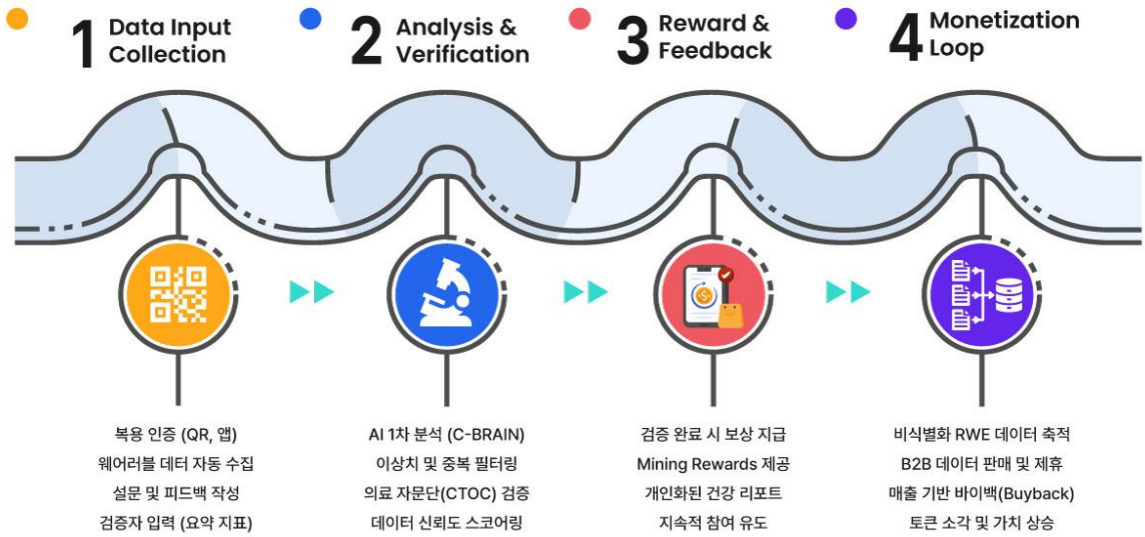 1 Data Input
Collection
2 Analysis &
Verification
3 Reward &
Feedback
4 Monetization
Loop
복용 인증 (QR, 앱)
웨어러블 데터 자동 수집
설문 및 피드백 작성
검증자 입력 (요약 지표)
AI 1차 분석 (C-BRAIN)
이상치 및 중복 필터링
의료 자문단(CTOC) 검증
데이터 신뢰도 스코어링
검증 완료 시 보상 지급
Mining Rewards 제공
개인화된 건강 리포트
지속적 참여 유도
비식별화 RWE 데이터 축적
B2B 데이터 판매 및 제휴
매출 기반 바이백(Buyback)
토큰 소각 및 가치 상승